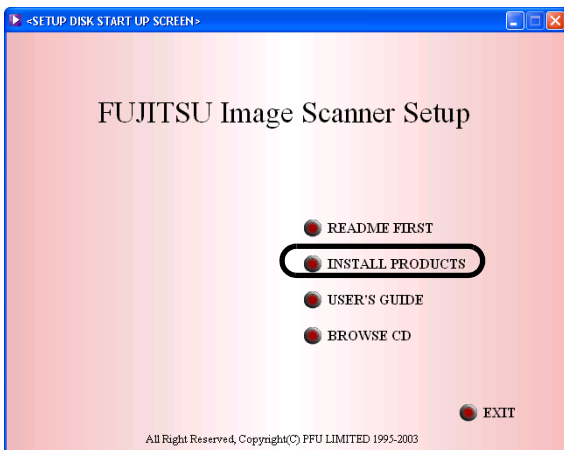 <SETUP DISK START UP SCREEN>
FUJITSU Image Scanner Setup
README FIRST
INSTALL PRODUCTS
USER'S GUIDE
BROWSE CD
EXIT
All Right Reserved, Copyright(C) PFU LIMITED 1995-2003